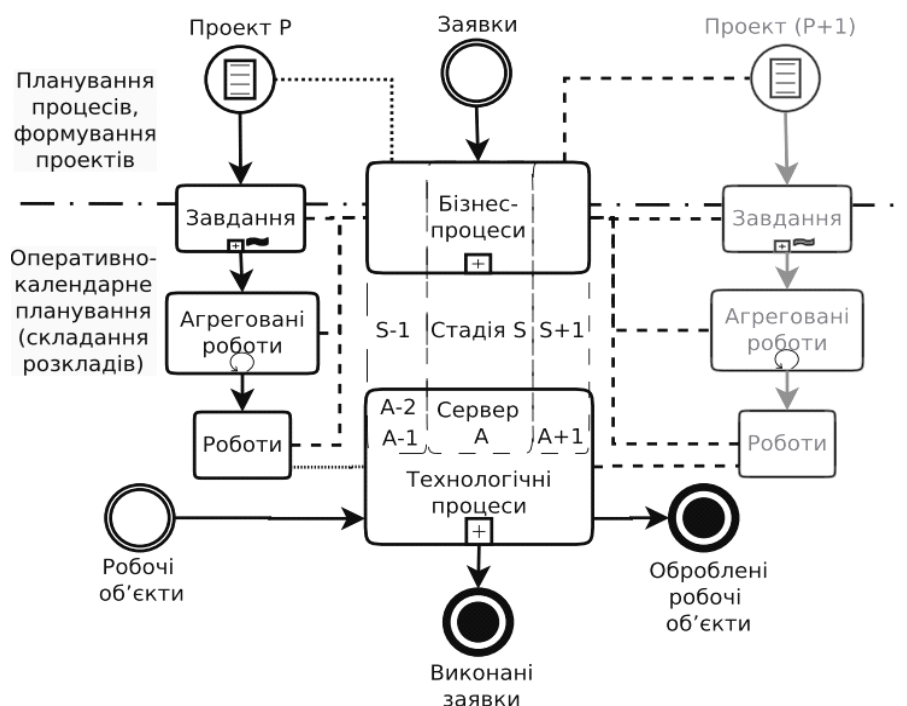 Проект P
Заявки
Проект (P+1)
Планування
процесів,
формування
проектів
Завдання
Бізнес-
процеси
Завдання
Оперативно-
календарне
планування
(складання
розкладів)
Агреговані
роботи
S-1
Стадія S
S+1
Агреговані
роботи
Роботи
A-2
A-1
Сервер
A
A+1
Роботи
Технологічні
процеси
Робочі
об’єкти
Оброблені
робочі
об’єкти
Виконані
заявки